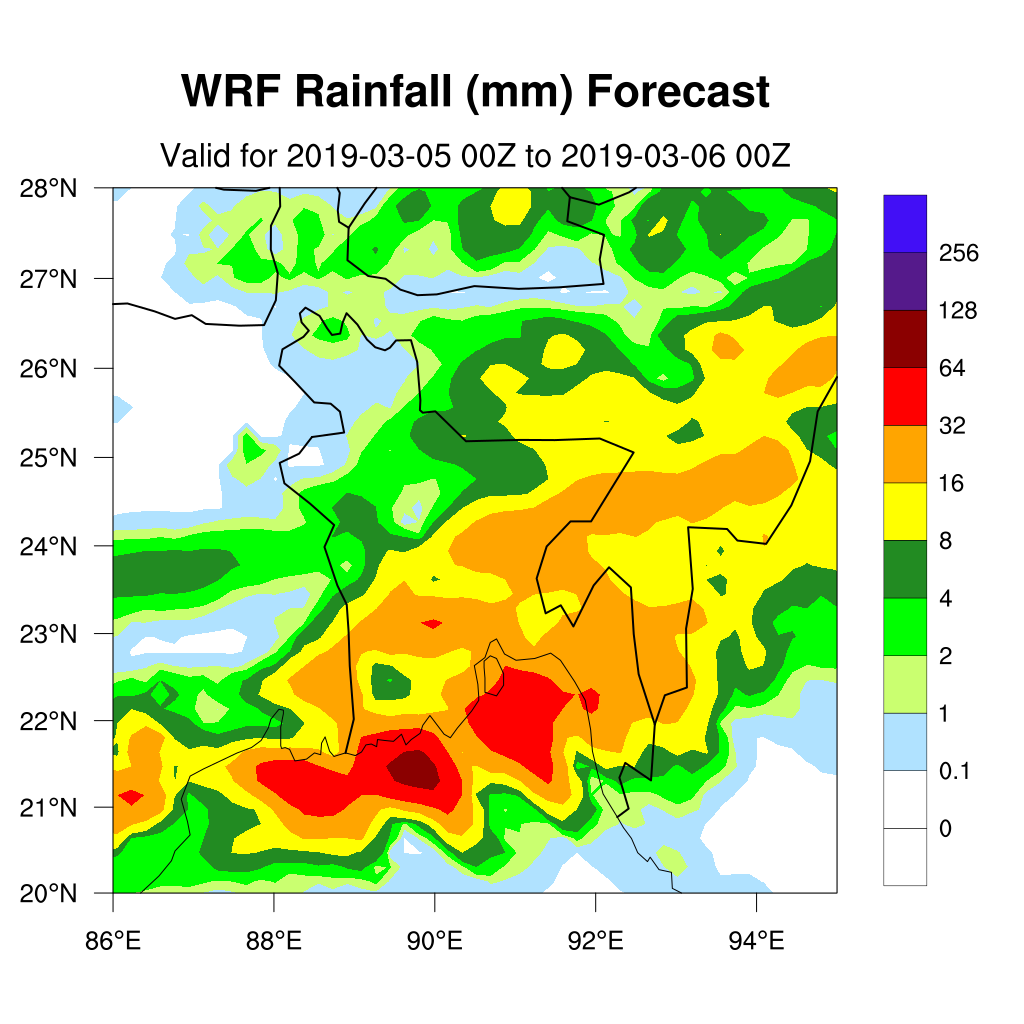 WRF Rainfall (mm) Forecast
Valid for 2019-03-05 00Z to 2019-03-06 00Z
28°N
27°N
26°N
25°N
24°N
23°N
22°N
21°N
20°N
86°E 88°E 90°E 92°E 94°E
256
128
64
32
16
8
4
2
1
0.1
0